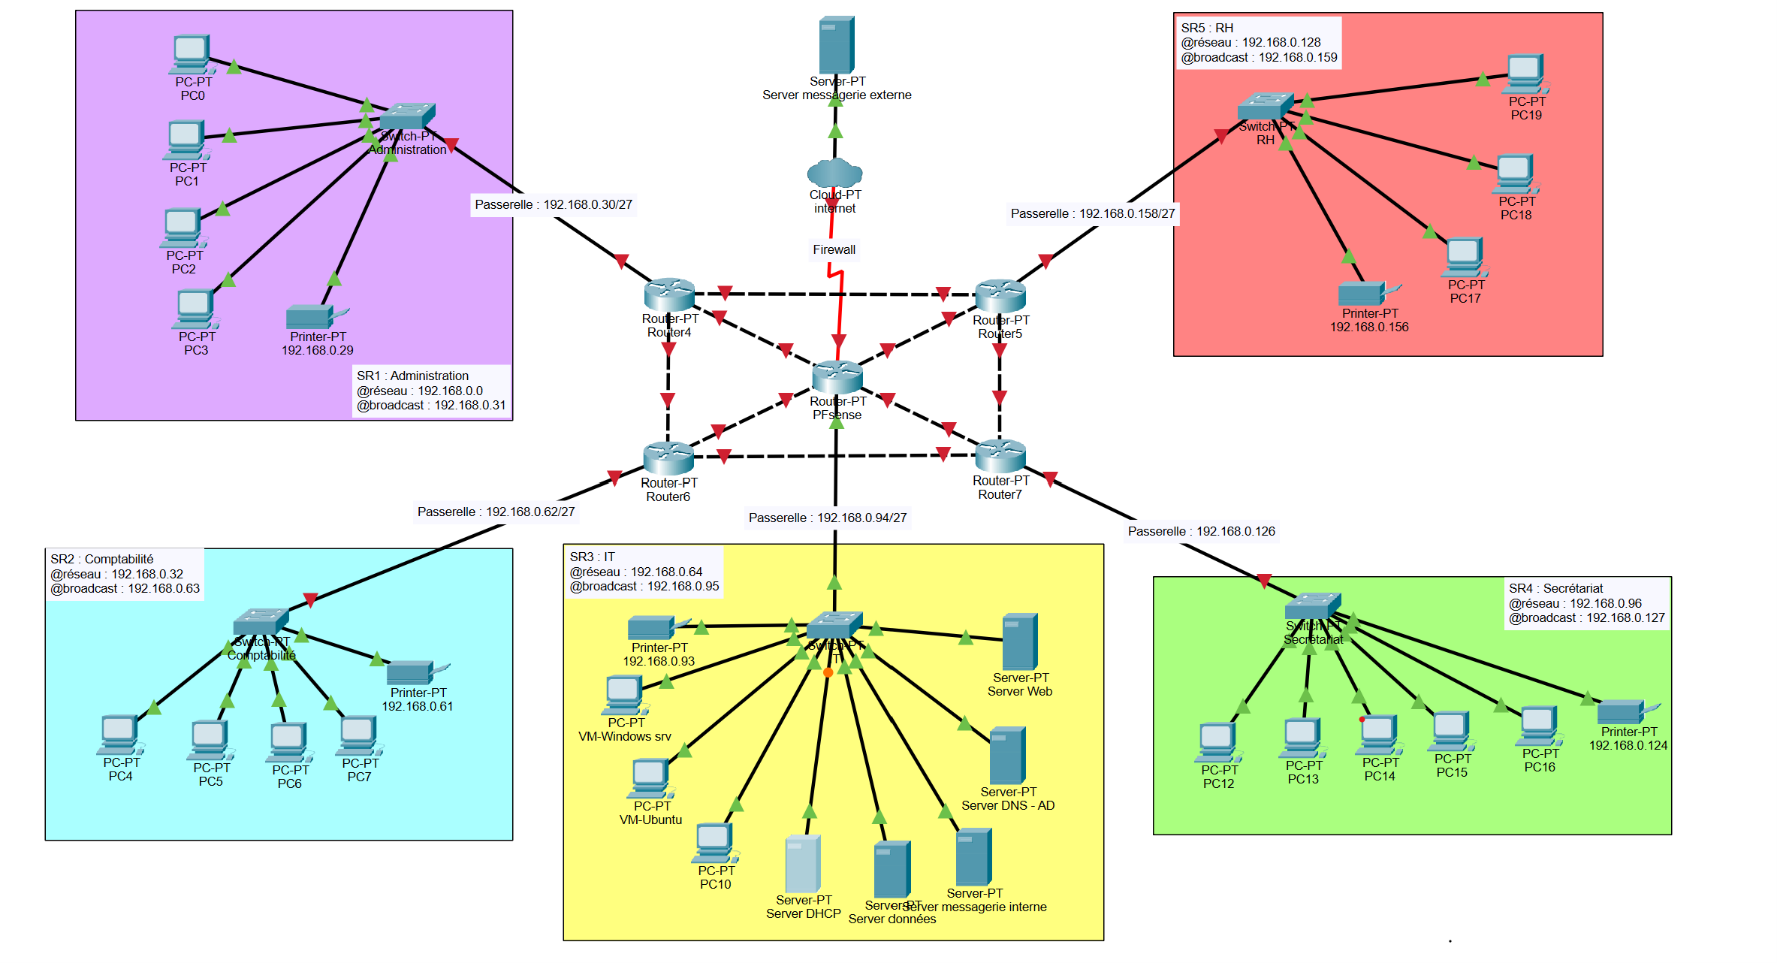 PC-PT
PC0
PC-PT
PC1
PC-PT
PC2
PC-PT
PC3
Printer-PT
192.168.0.29
Switch-PT
Administration
SR1 : Administration
@réseau : 192.168.0.0
@broadcast : 192.168.0.31
Passerelle : 192.168.0.30/27
Server-PT
Server messagerie externe
Cloud-PT
internet
Firewall
Passerelle : 192.168.0.158/27
SR5 : RH
@réseau : 192.168.0.128
@broadcast : 192.168.0.159
Switch-PT
RH
PC-PT
PC19
PC-PT
PC18
PC-PT
PC17
Printer-PT
192.168.0.156
Router-PT
Router4
Router-PT
Router5
Router-PT
PFsense
Router-PT
Router6
Router-PT
Router7
Passerelle : 192.168.0.62/27
Passerelle : 192.168.0.94/27
Passerelle : 192.168.0.126
SR2 : Comptabilité
@réseau : 192.168.0.32
@broadcast : 192.168.0.63
Switch-PT
Comptabilité
Printer-PT
192.168.0.61
PC-PT
PC4
PC-PT
PC5
PC-PT
PC6
PC-PT
PC7
SR3 : IT
@réseau : 192.168.0.64
@broadcast : 192.168.0.95
Printer-PT
192.168.0.93
Switch-PT
IT
Server-PT
Server Web
PC-PT
VM-Windows srv
PC-PT
VM-Ubuntu
Server-PT
Server DNS - AD
PC-PT
PC10
Server-PT
Server DHCP
Server-PT
Server données
Server-PT
Server messagerie interne
SR4 : Secrétariat
@réseau : 192.168.0.96
@broadcast : 192.168.0.127
Switch-PT
Secrétariat
PC-PT
PC12
PC-PT
PC13
PC-PT
PC14
PC-PT
PC15
PC-PT
PC16
Printer-PT
192.168.0.124